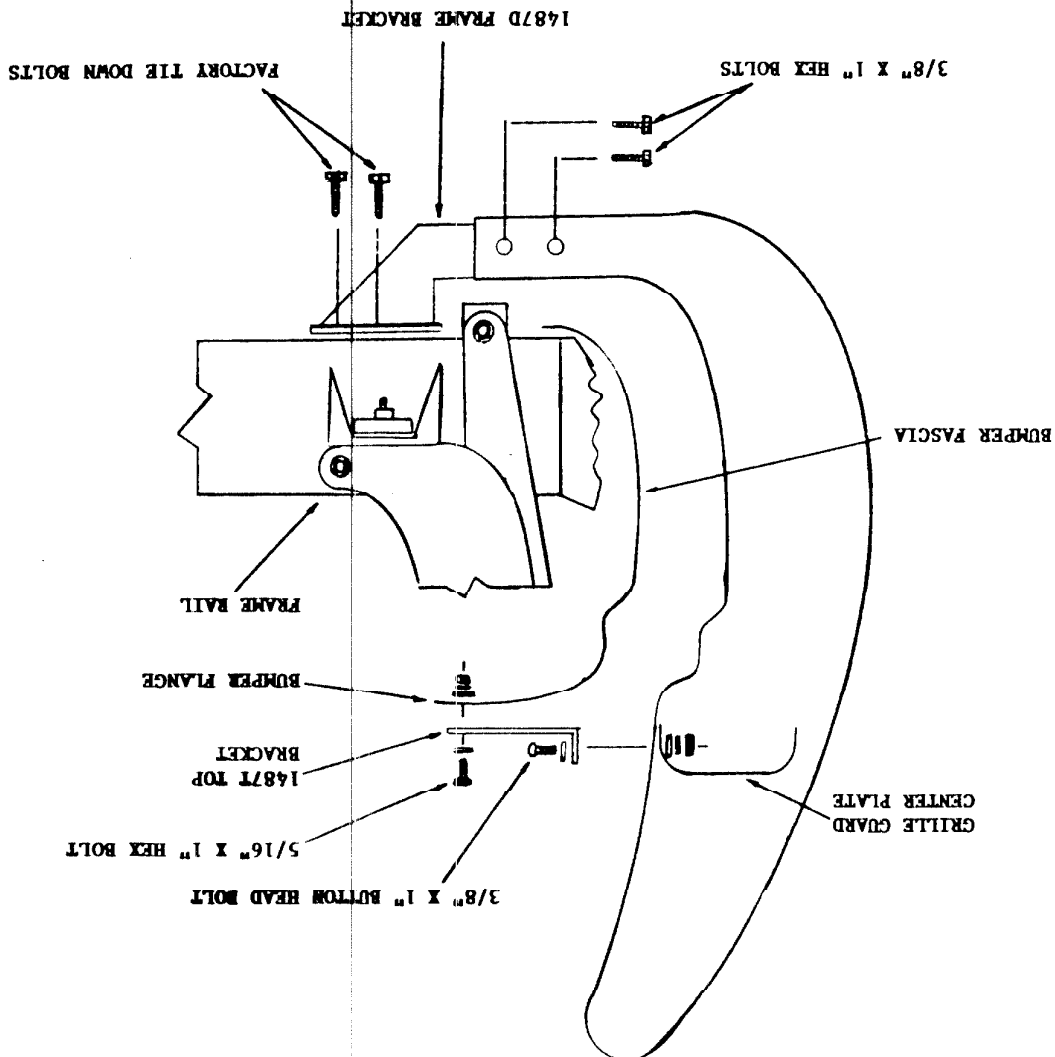 3/8" X 1" BUTTON HEAD BOLT
5/16" X 1" HEX BOLT
GRILLE GUARD
CENTER PLATE
1487T TOP
BRACKET
BUMPER FLANGE
FRAME RAIL
BUMPER FASCIA
3/8" X 1" HEX BOLTS
FACTORY TIE DOWN BOLTS
1487D FRAME BRACKET